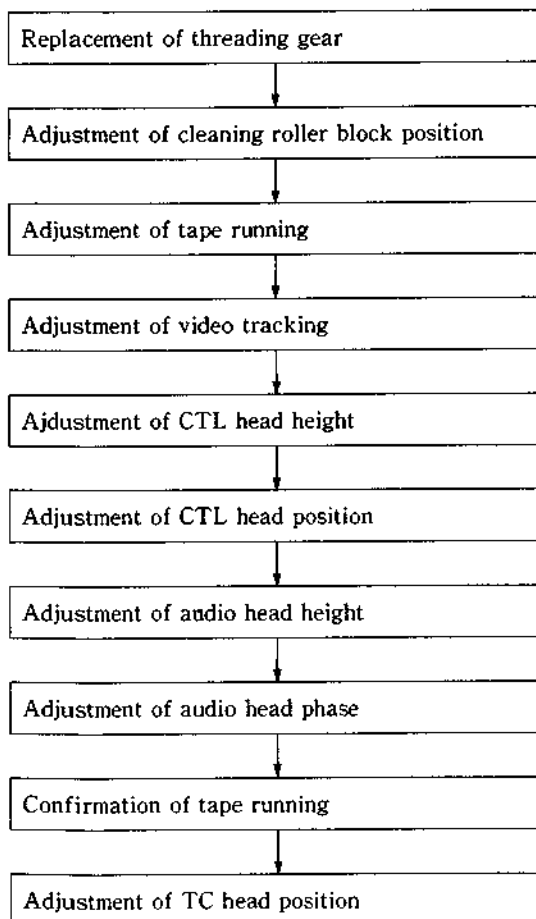 Replacement of threading gear
Adjustment of cleaning roller block position
Adjustment of tape running
Adjustment of video tracking
Ajdustment of CTL head height
Adjustment of CTL head position
Adjustment of audio head height
Adjustment of audio head phase
Confirmation of tape running
Adjustment of TC head position